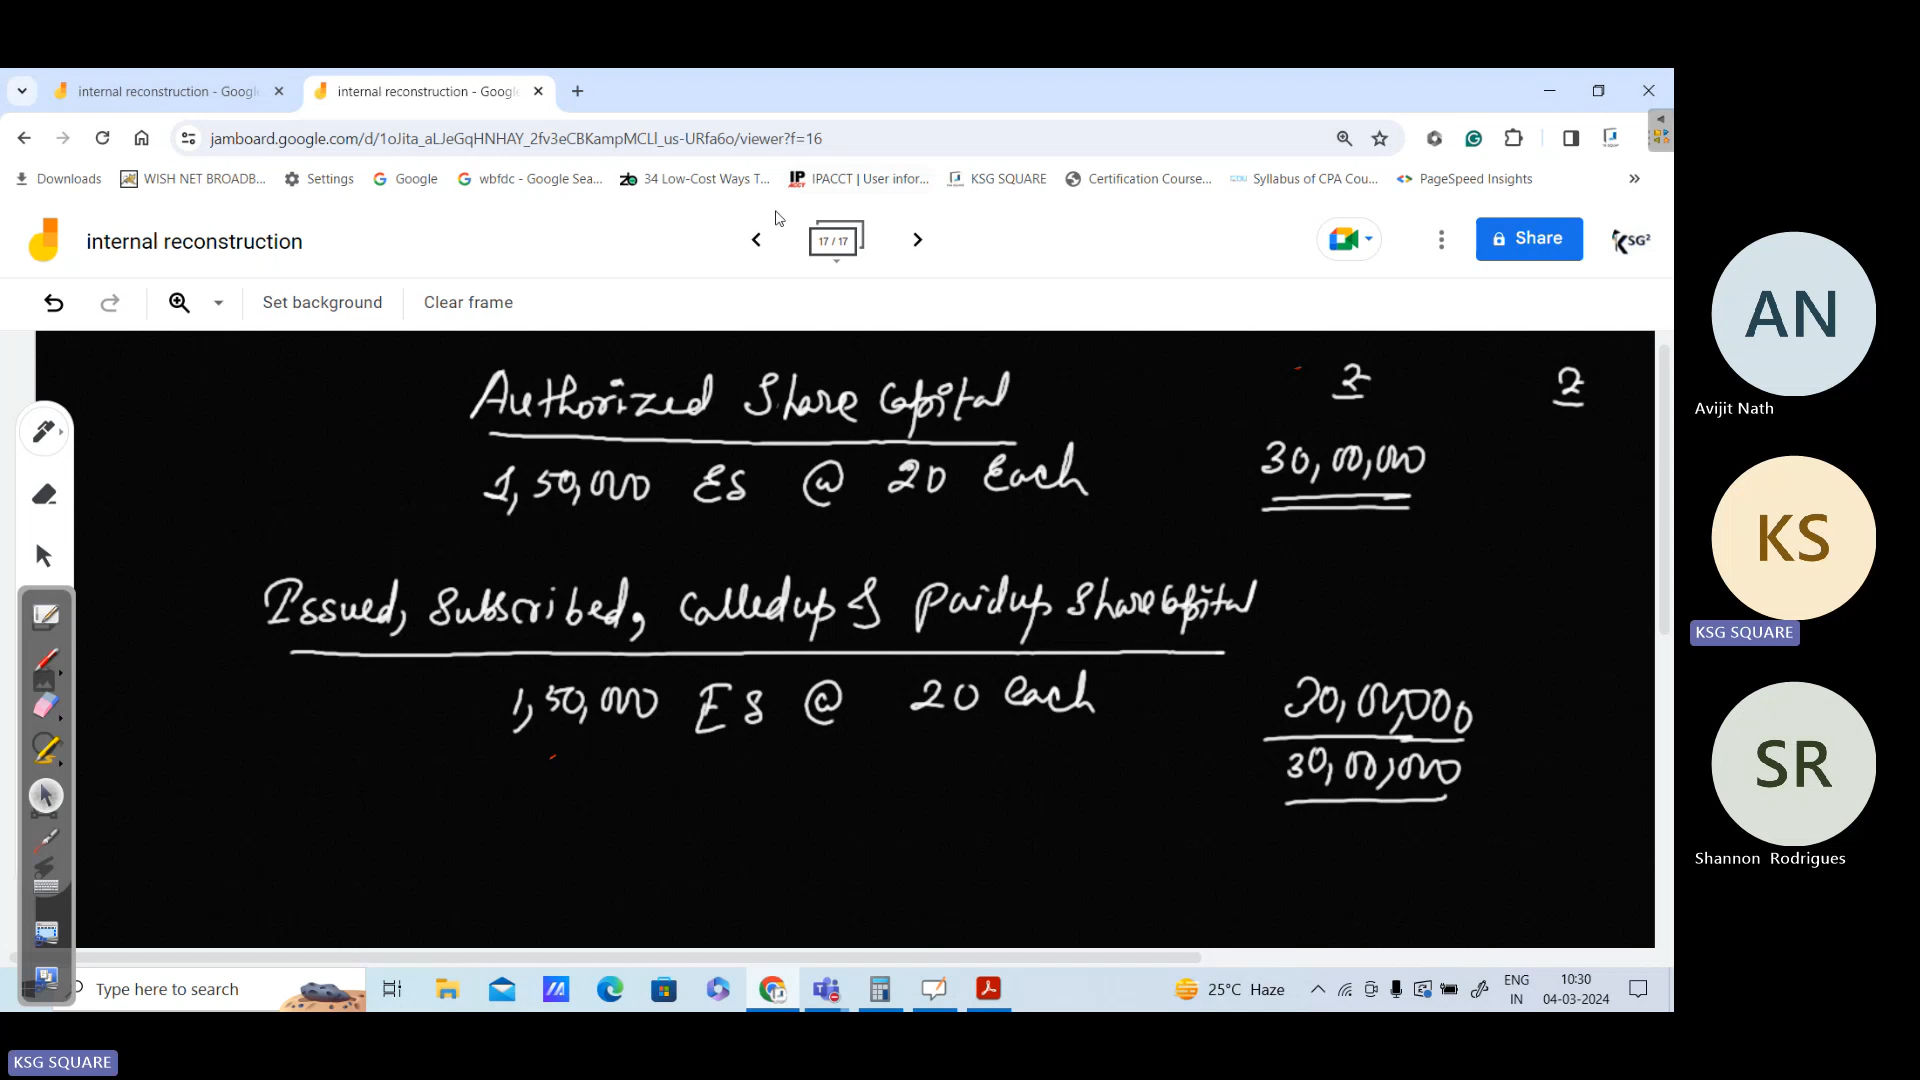 internal reconstruction - Googl
internal reconstruction - Google
jamboard.google.com/d/1oJita_aLJeGqHNHAY_2fv3eCBKampMCLl_us-URfa6o/viewer?f=16
Downloads WISH NET BROADB... Settings Google wbfdc - Google Sea... 34 Low-Cost Ways T... IPACCT | User infor... KSG SQUARE Certification Course... Syllabus of CPA Cou... PageSpeed Insights
internal reconstruction 17 / 17 Share KSG²
Set background Clear frame
Authorized Share Capital
1,50,000 ES @ 20 Each 30,00,000
Issued, Subscribed, Calledup & Paidup Share Capital
1,50,000 ES @ 20 each 30,00,000
30,00,000
Type here to search 25°C Haze ENG IN 10:30 04-03-2024
AN
Avijit Nath
KS
KSG SQUARE
SR
Shannon Rodrigues
KSG SQUARE